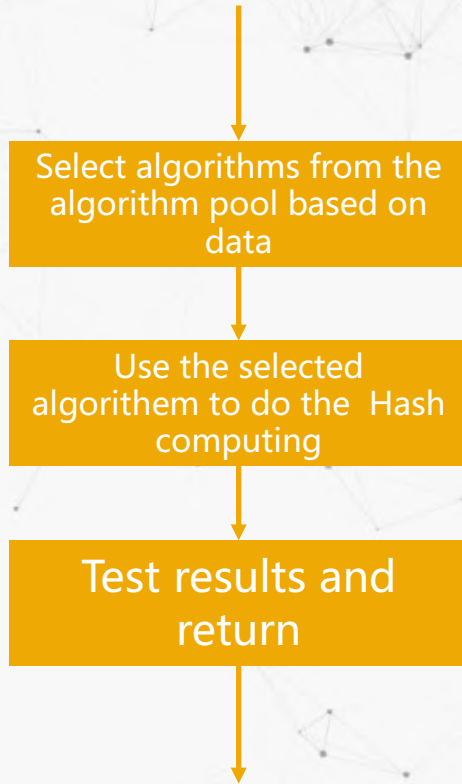 Select algorithms from the
algorithm pool based on
data
Use the selected
algorithem to do the  Hash
computing
Test results and
return